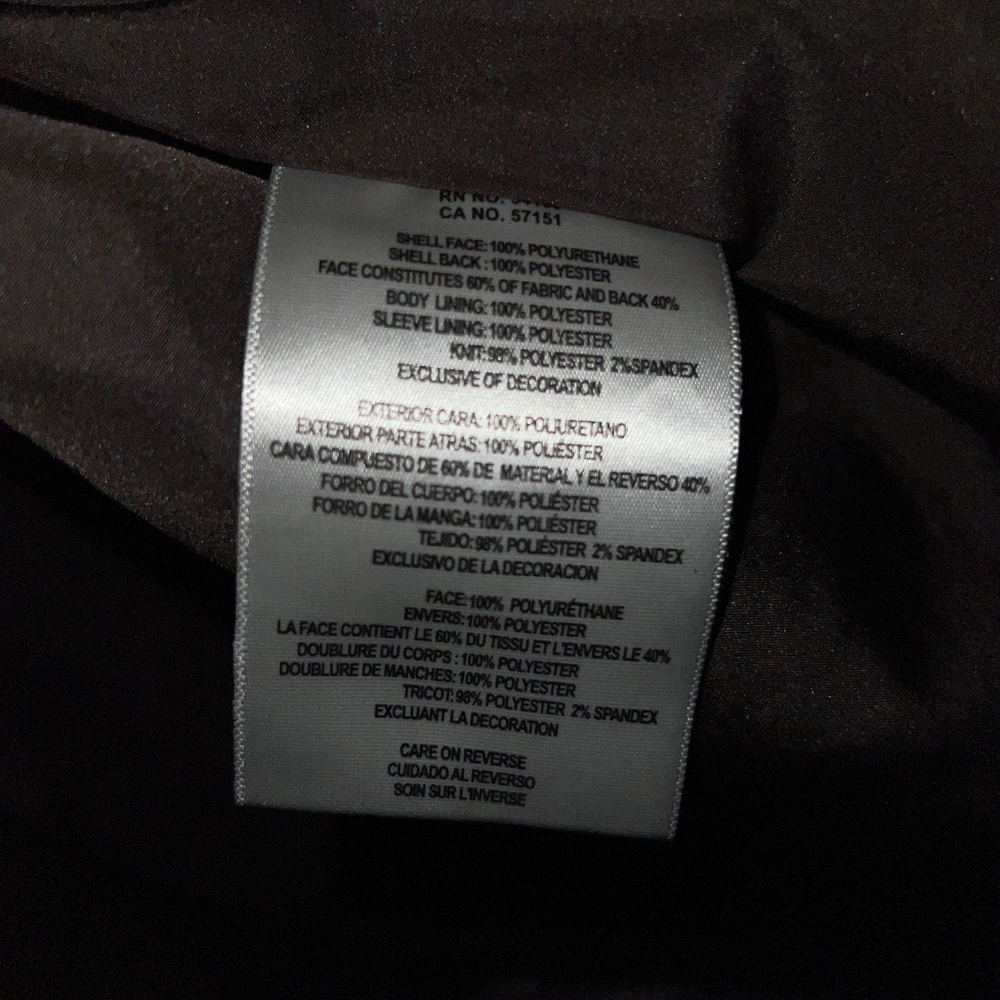 RN NO.
CA NO. 57151
SHELL FACE:100% POLYURETHANE
SHELL BACK :100% POLYESTER
FACE CONSTITUTES 60% OF FABRIC AND BACK 40%
BODY LINING:100% POLYESTER
SLEEVE LINING:100% POLYESTER
KNIT:98% POLYESTER 2%SPANDEX
EXCLUSIVE OF DECORATION
EXTERIOR CARA:100% POLIURETANO
EXTERIOR PARTE ATRAS:100% POLIÉSTER
CARA COMPUESTO DE 60% DE MATERIAL Y EL REVERSO 40%
FORRO DEL CUERPO:100% POLIÉSTER
FORRO DE LA MANGA:100% POLIÉSTER
TEJIDO:98% POLIÉSTER 2% SPANDEX
EXCLUSIVO DE LA DECORACION
FACE:100% POLYURÉTHANE
ENVERS:100% POLYESTER
LA FACE CONTIENT LE 60% DU TISSU ET L'ENVERS LE 40%
DOUBLURE DU CORPS :100% POLYESTER
DOUBLURE DE MANCHES:100% POLYESTER
TRICOT:98% POLYESTER 2% SPANDEX
EXCLUANT LA DECORATION
CARE ON REVERSE
CUIDADO AL REVERSO
SOIN SUR L'INVERSE